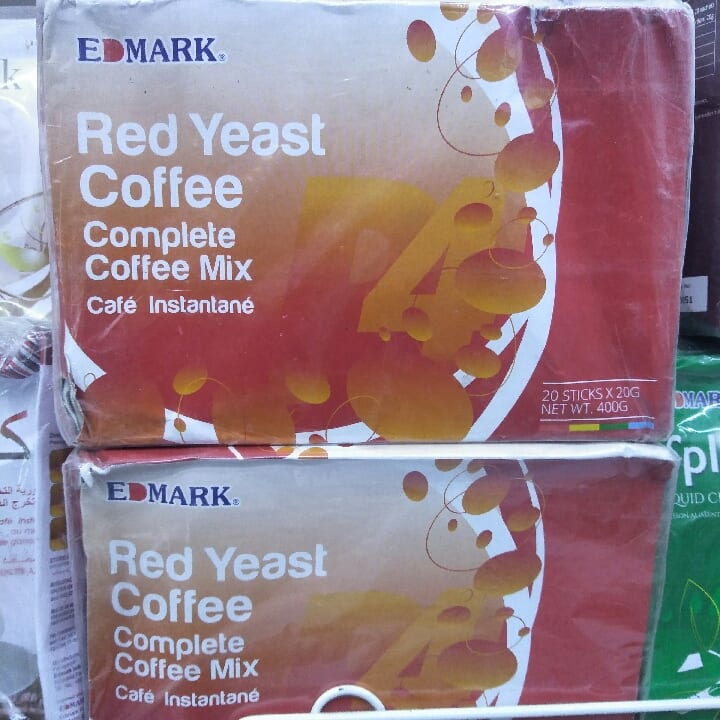 EDMARK®
Red Yeast
Coffee
Complete
Coffee Mix
Café Instantané
20 STICKS X 20G
NET WT. 400G
EDMARK®
Red Yeast
Coffee
Complete
Coffee Mix
Café Instantané